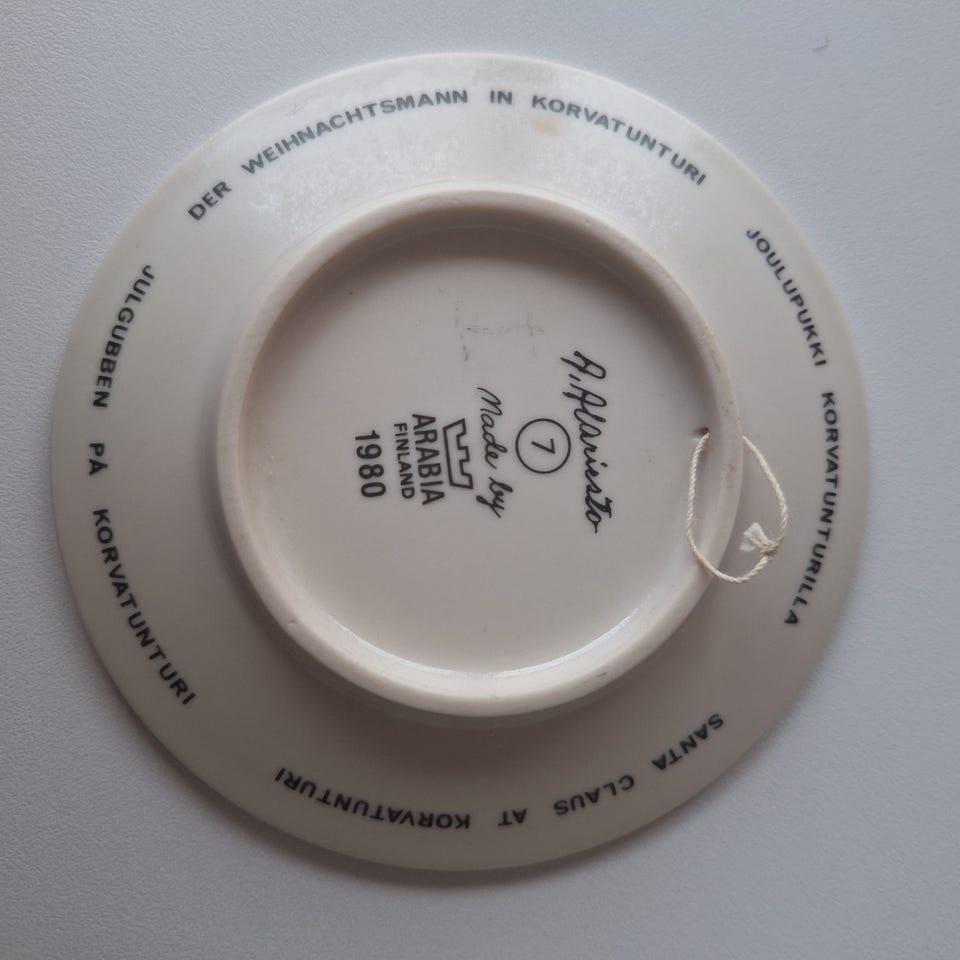 JOULUPUKKI KORVATUNTURILLA
SANTA CLAUS AT KORVATUNTURI
JULGUBBEN PÅ KORVATUNTURI
DER WEIHNACHTSMANN IN KORVATUNTURI
A. Alariesto
7
Made by
ARABIA
FINLAND
1980